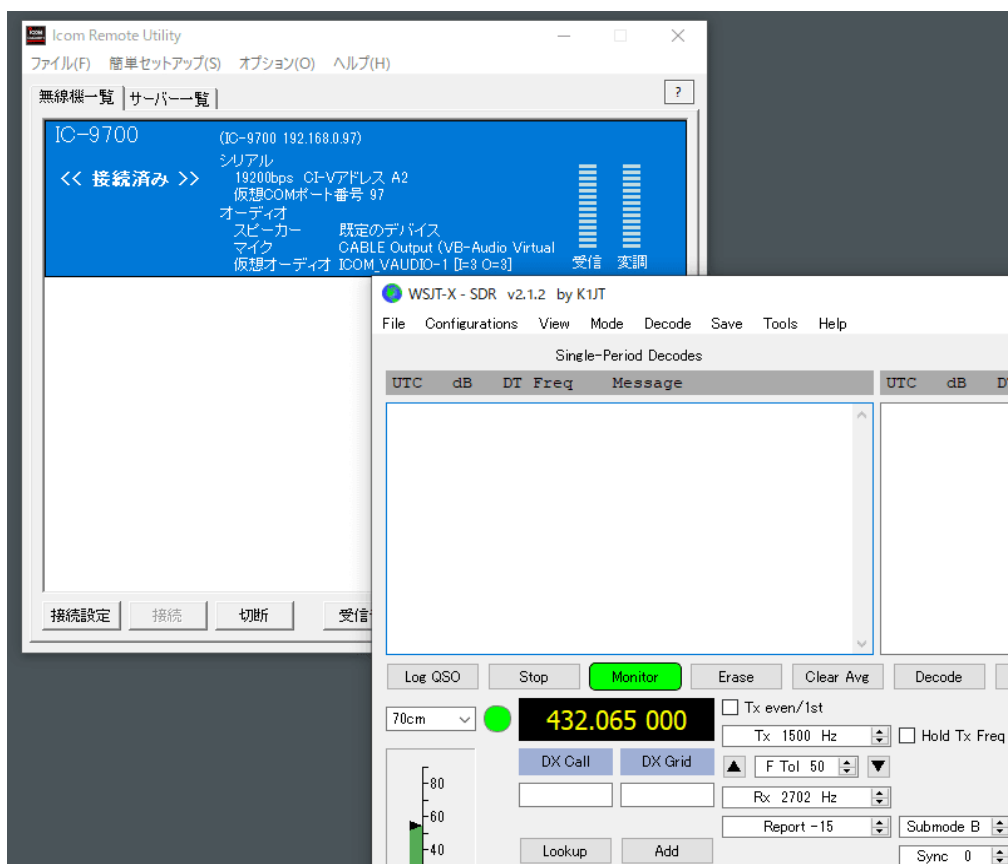 Icom Remote Utility
ファイル(F) 簡単セットアップ(S) オプション(O) ヘルプ(H)
無線機一覧 サーバー一覧 ?
IC-9700 (IC-9700 192.168.0.97)
<< 接続済み >>
シリアル
19200bps CI-Vアドレス A2
仮想COMポート番号 97
オーディオ
スピーカー 既定のデバイス
マイク CABLE Output (VB-Audio Virtual
仮想オーディオ ICOM_VAUDIO-1 [I=3 O=3]
受信 変調
接続設定 接続 切断 受信
WSJT-X - SDR v2.1.2 by K1JT
File Configurations View Mode Decode Save Tools Help
Single-Period Decodes
UTC dB DT Freq Message UTC dB
Log QSO Stop Monitor Erase Clear Avg Decode
70cm 432.065 000 Tx even/1st
Tx 1500 Hz Hold Tx Freq
DX Call DX Grid F Tol 50
Rx 2702 Hz
Report -15 Submode B
Lookup Add Sync 0
80
60
40